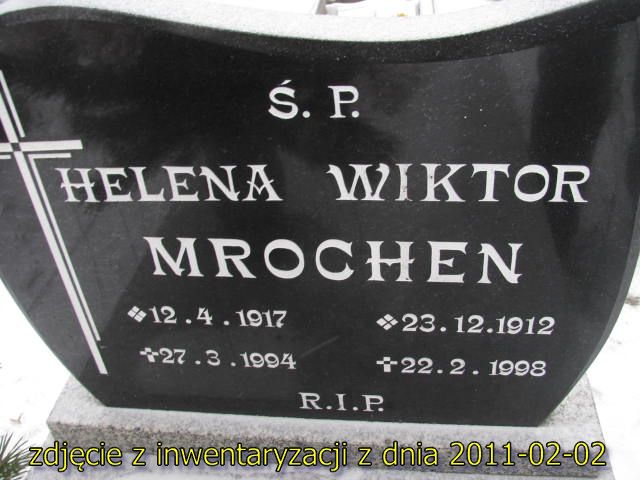 Ś. P.
HELENA WIKTOR
MROCHEN
12.4.1917 23.12.1912
27.3.1994 22.2.1998
R.I.P.
zdjęcie z inwentaryzacji z dnia 2011-02-02